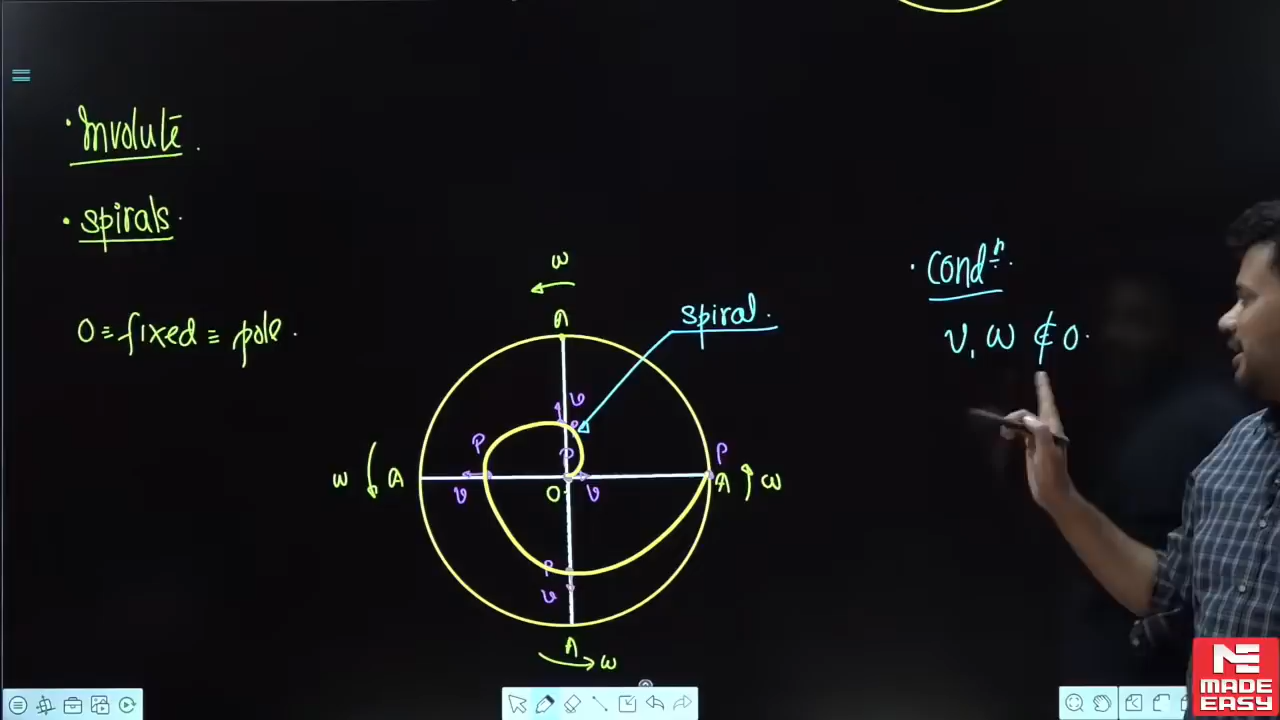 · Involute.
· spirals.
O ≡ fixed ≡ pole.
ω
A
spiral.
v
P
P
P
P
ω
A
v
O
v
A
ω
P
v
A
ω
· Condn.
v, ω ⊄ 0.
MADE
EASY